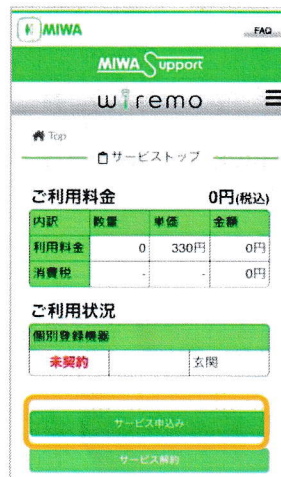 MIWA
FAQ
MIWA Support
wiremo
Top
サービストップ
ご利用料金 0円(税込)
内訳 数量 単価 金額
利用料金 0 330円 0円
消費税 - - 0円
ご利用状況
個別登録機器
未契約 玄関
サービス申込み
サービス解約